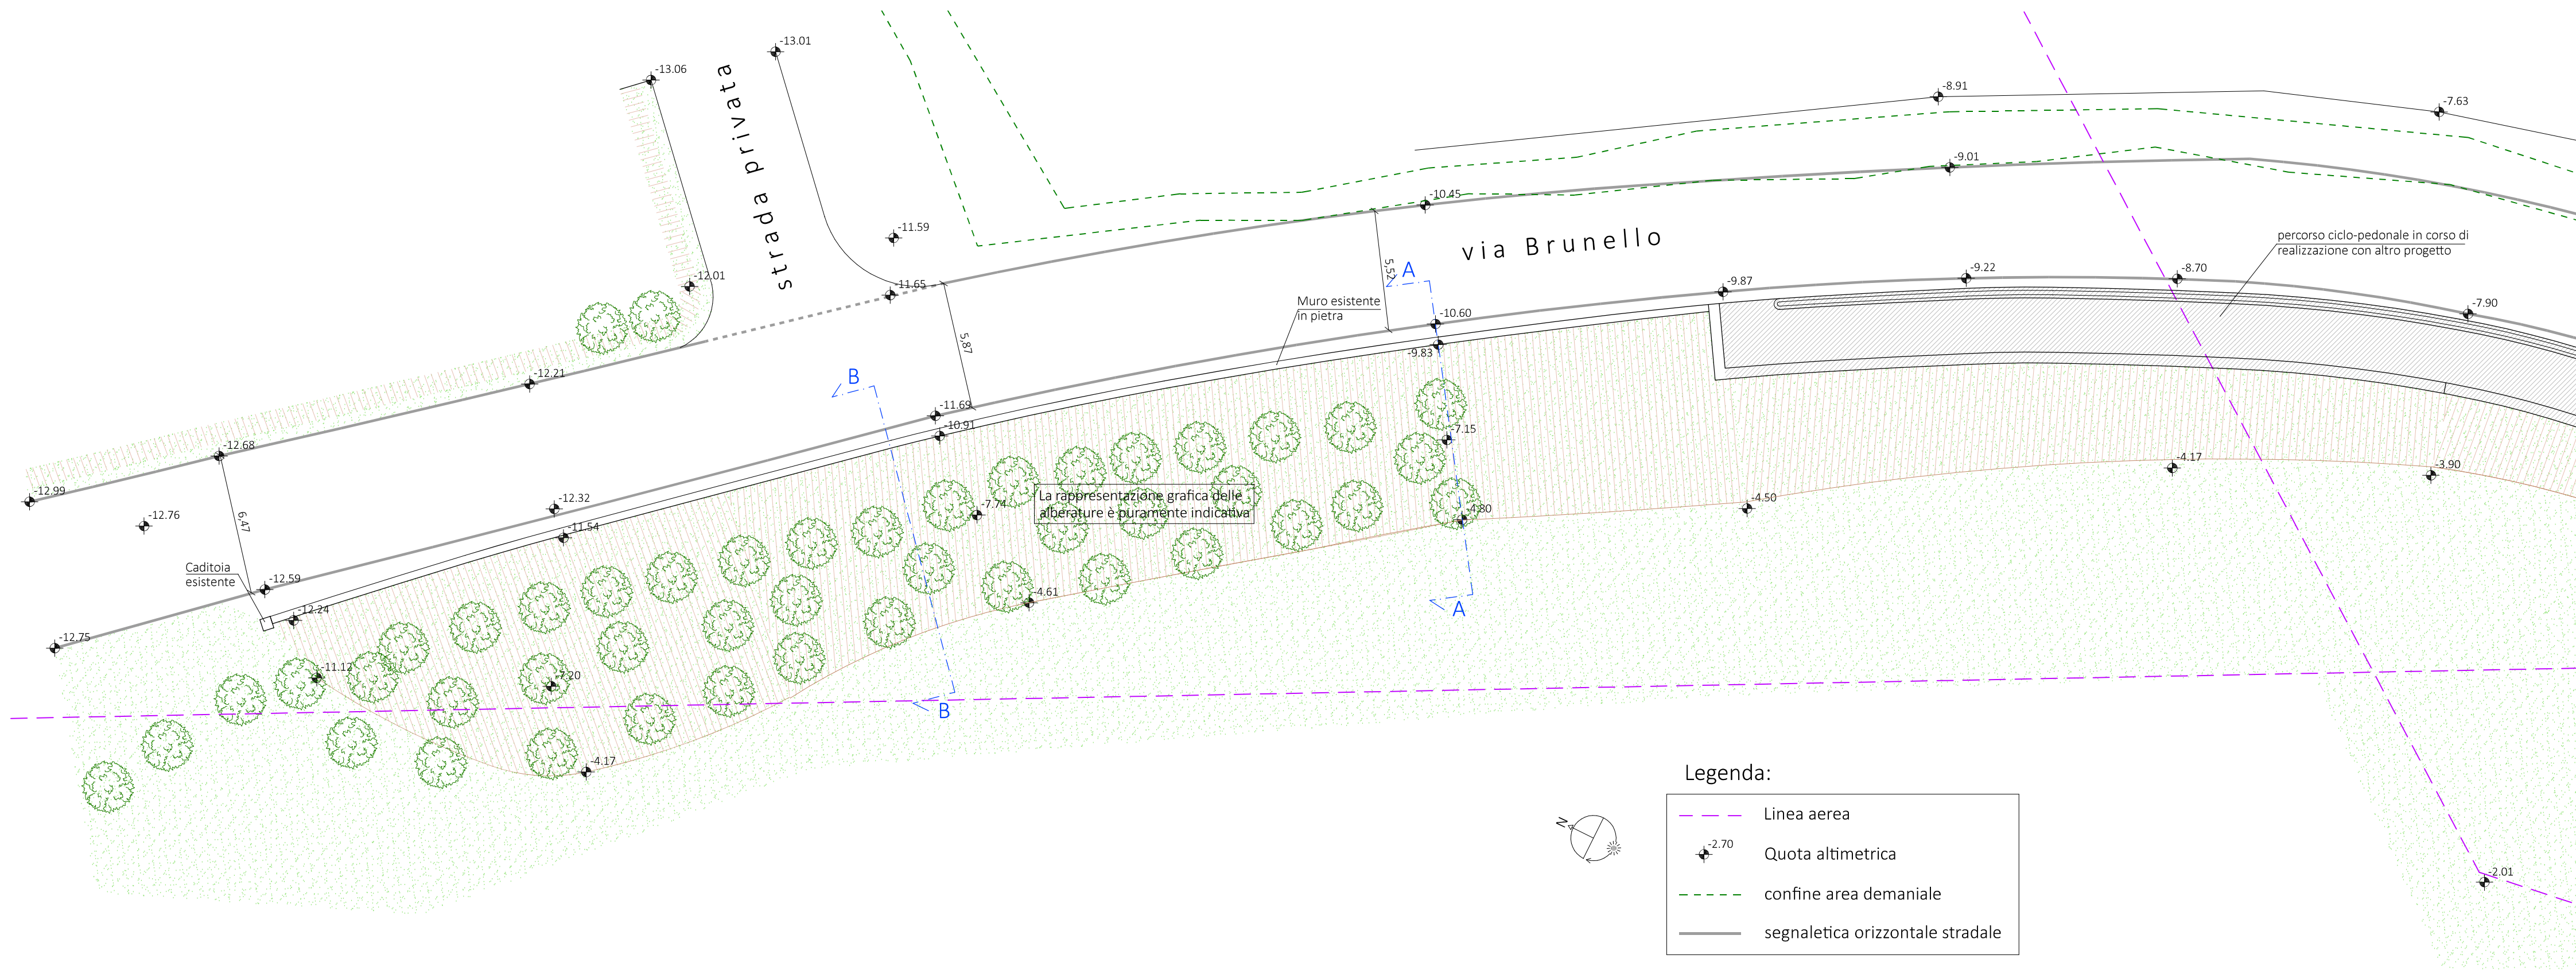 -13.01
-13.06
strada privata
-8.91
-7.63
-9.01
-10.45
-11.59
via Brunello
percorso ciclo-pedonale in corso di
realizzazione con altro progetto
-12.01
-11.65
5,52
A
-9.22
-8.70
-9.87
Muro esistente
in pietra
-7.90
-10.60
5,87
-9.83
-12.21
B
-11.69
-10.91
-7.15
-12.68
-4.17
-3.90
-12.99
-12.76
6,47
-12.32
-11.54
-7.74
La rappresentazione grafica delle
alberature è puramente indicativa
-4.80
-4.50
Caditoia
esistente
-12.59
-12.24
-4.61
A
-12.75
-11.12
-7.20
B
-4.17
Legenda:
N
Linea aerea
-2.70
Quota altimetrica
confine area demaniale
segnaletica orizzontale stradale
-2.01